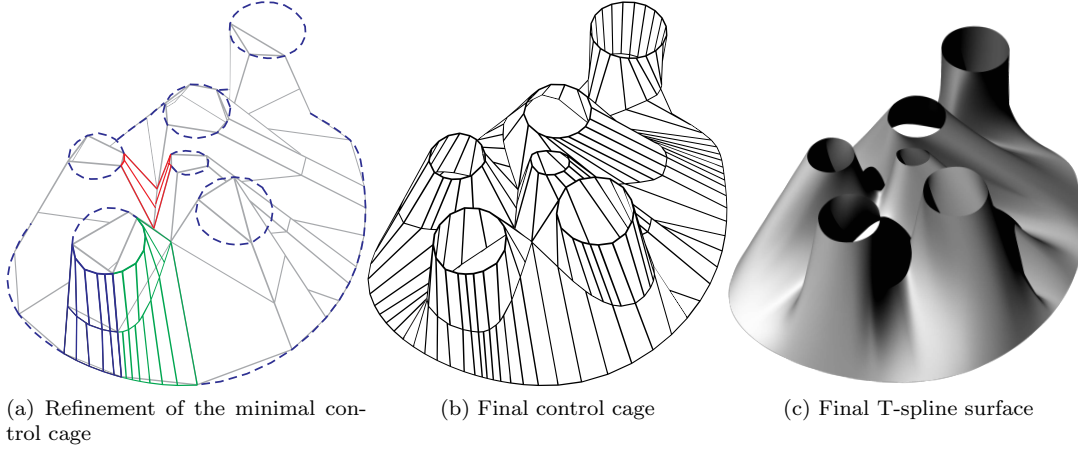 (a) Refinement of the minimal con-
trol cage
(b) Final control cage
(c) Final T-spline surface